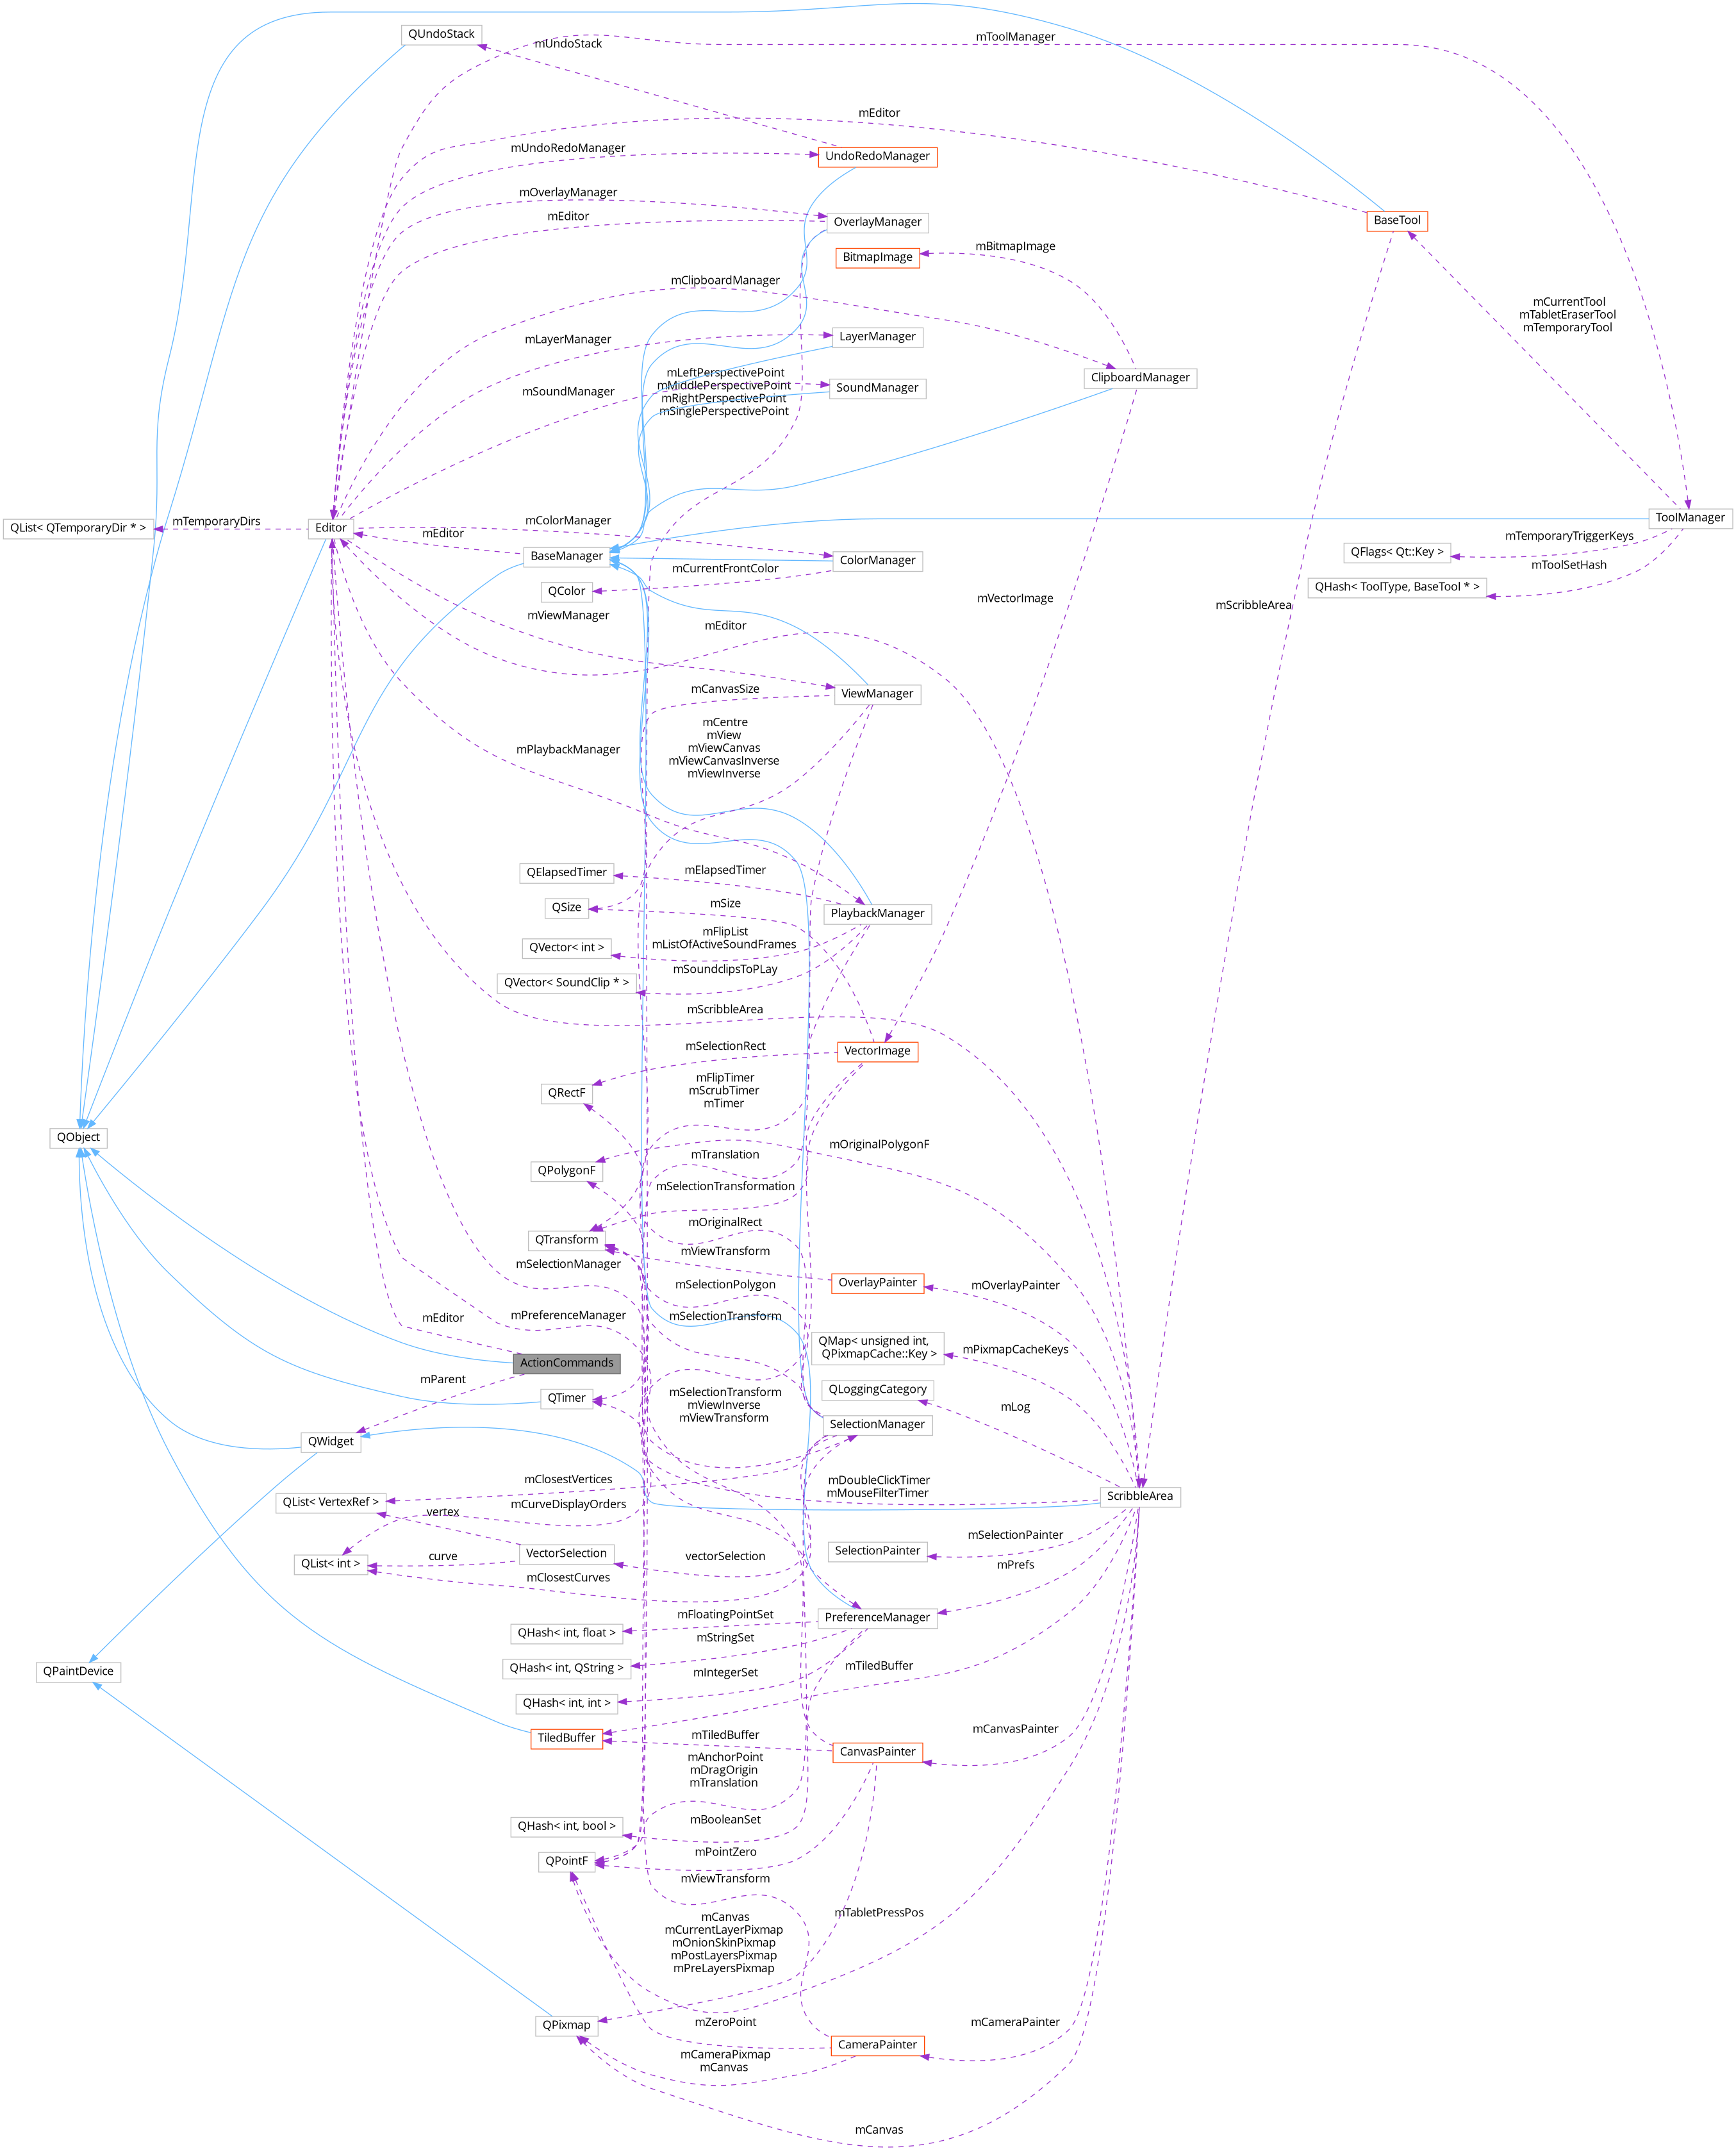 QUndoStack
mUndoStack
mToolManager
mEditor
mUndoRedoManager
UndoRedoManager
mOverlayManager
mEditor
OverlayManager
BaseTool
mBitmapImage
BitmapImage
mClipboardManager
mCurrentTool
mTabletEraserTool
mTemporaryTool
mLayerManager
LayerManager
mLeftPerspectivePoint
mMiddlePerspectivePoint
mRightPerspectivePoint
mSinglePerspectivePoint
mSoundManager
SoundManager
ClipboardManager
QList< QTemporaryDir * >
mTemporaryDirs
Editor
mColorManager
mEditor
BaseManager
ColorManager
ToolManager
mTemporaryTriggerKeys
QFlags< Qt::Key >
mToolSetHash
QHash< ToolType, BaseTool * >
mCurrentFrontColor
QColor
mVectorImage
mScribbleArea
mViewManager
mEditor
mCanvasSize
ViewManager
mCentre
mView
mViewCanvas
mViewCanvasInverse
mViewInverse
mPlaybackManager
QElapsedTimer
mElapsedTimer
QSize
mSize
PlaybackManager
QVector< int >
mFlipList
mListOfActiveSoundFrames
QVector< SoundClip * >
mSoundclipsToPLay
mScribbleArea
VectorImage
mSelectionRect
QRectF
mFlipTimer
mScrubTimer
mTimer
QObject
mOriginalPolygonF
QPolygonF
mTranslation
mSelectionTransformation
mOriginalRect
QTransform
mViewTransform
mSelectionManager
OverlayPainter
mOverlayPainter
mSelectionPolygon
mEditor
mPreferenceManager
mSelectionTransform
QMap< unsigned int,
QPixmapCache::Key >
mPixmapCacheKeys
ActionCommands
mParent
QTimer
mSelectionTransform
mViewInverse
mViewTransform
QLoggingCategory
mLog
QWidget
SelectionManager
mClosestVertices
QList< VertexRef >
mCurveDisplayOrders
mDoubleClickTimer
mMouseFilterTimer
ScribbleArea
_vertex
mSelectionPainter
SelectionPainter
QList< int >
curve
VectorSelection
vectorSelection
mClosestCurves
mPrefs
PreferenceManager
QHash< int, float >
mFloatingPointSet
QHash< int, QString >
mStringSet
QPaintDevice
QHash< int, int >
mIntegerSet
mTiledBuffer
TiledBuffer
mTiledBuffer
mCanvasPainter
CanvasPainter
mAnchorPoint
mDragOrigin
mTranslation
QHash< int, bool >
mBooleanSet
QPointF
mPointZero
mViewTransform
mTabletPressPos
mCanvas
mCurrentLayerPixmap
mOnionSkinPixmap
mPostLayersPixmap
mPreLayersPixmap
QPixmap
mZeroPoint
mCameraPainter
CameraPainter
mCameraPixmap
mCanvas
mCanvas